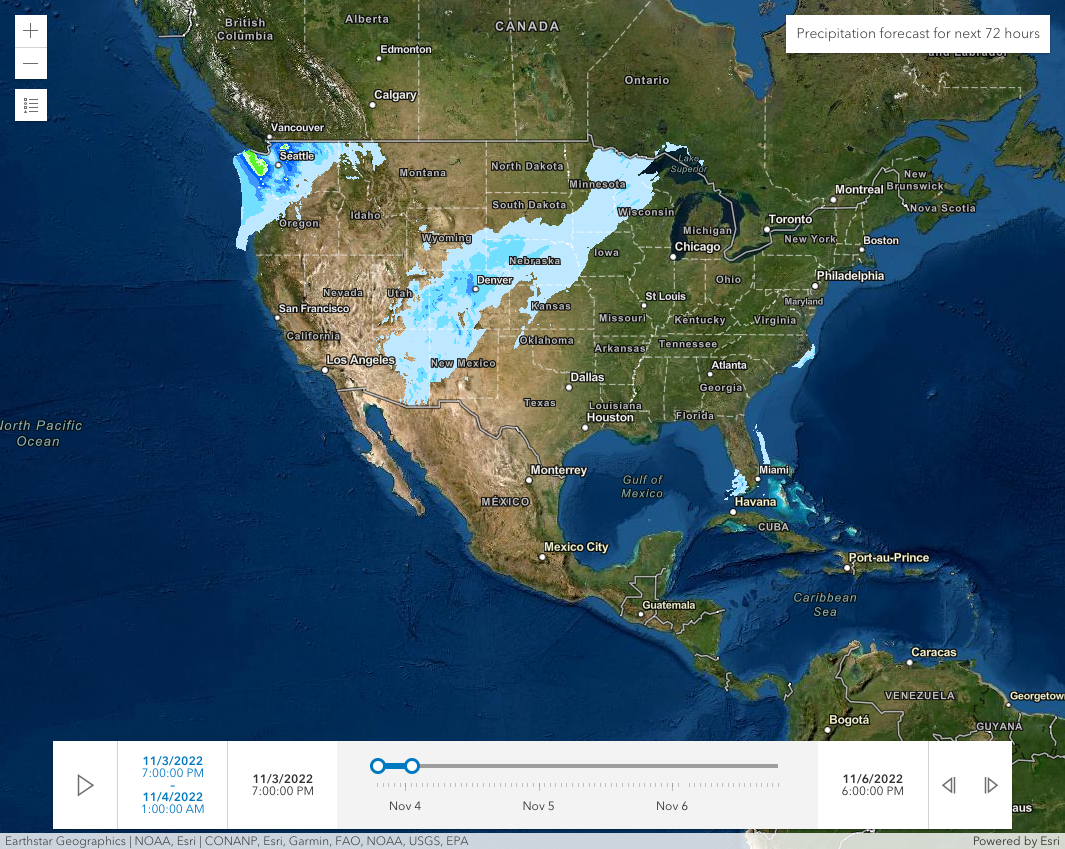 Precipitation forecast for next 72 hours
Alberta
British
Columbia
CANADA
Edmonton
and Labrador
Ontario
Calgary
Vancouver
Seattle
Montana
North Dakota
Minnesota
Lake
Superior
New
Brunswick
Montreal
South Dakota
Wisconsin
Nova Scotia
Idaho
Oregon
Toronto
Michigan
Wyoming
New York
Boston
Chicago
Iowa
Nebraska
Philadelphia
Denver
Ohio
Nevada
Utah
St Louis
Maryland
San Francisco
Kansas
Missouri
Kentucky
Virginia
California
Oklahoma
Arkansas
Tennessee
Los Angeles
New Mexico
Atlanta
Dallas
Georgia
Texas
Louisiana
Houston
Florida
North Pacific
Ocean
Monterrey
Miami
Gulf of
Mexico
MÉXICO
Havana
CUBA
Mexico City
Port-au-Prince
Caribbean
Sea
Guatemala
Caracas
VENEZUELA
Georgetown
Bogotá
GUYANA
11/3/2022
7:00:00 PM
-
11/4/2022
1:00:00 AM
11/3/2022
7:00:00 PM
Nov 4
Nov 5
Nov 6
11/6/2022
6:00:00 PM
aus
Earthstar Geographics | NOAA, Esri | CONANP, Esri, Garmin, FAO, NOAA, USGS, EPA
Powered by Esri